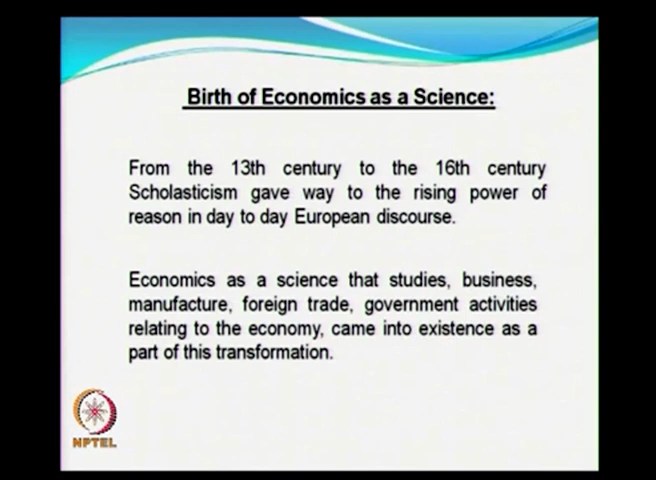 Birth of Economics as a Science:
From the 13th century to the 16th century
Scholasticism gave way to the rising power of
reason in day to day European discourse.
Economics as a science that studies, business,
manufacture, foreign trade, government activities
relating to the economy, came into existence as a
part of this transformation.
NPTEL